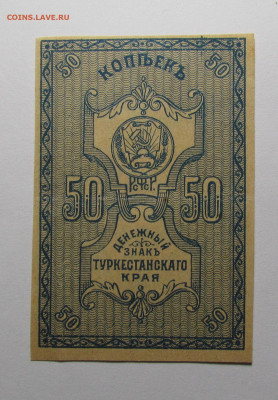 COINS.LAVE.RU
50 50
КОПѢЕКЪ
Р.С.Ф.С.Р.
50 50
ДЕНЕЖНЫЙ
ЗНАКЪ
ТУРКЕСТАНСКАГО
КРАЯ
50 50